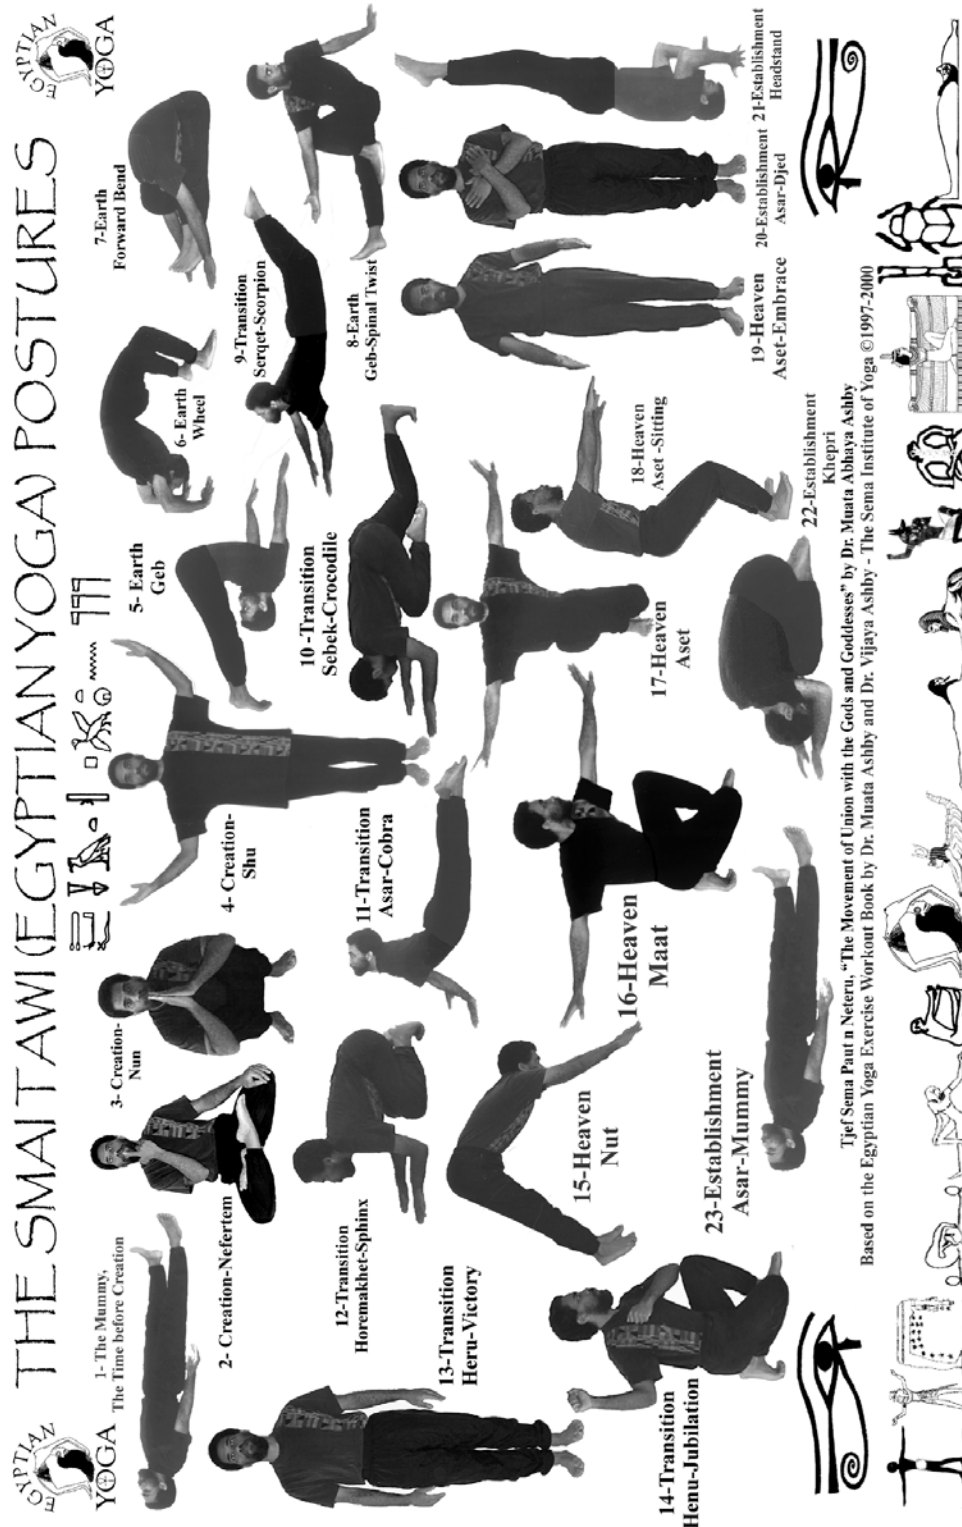 THE SMAI TAWI (EGYPTIAN YOGA) POSTURES
EGYPTIAN
YOGA
EGYPTIAN
YOGA
1- The Mummy,
The Time before Creation
2- Creation-Nefertem
3- Creation-
Nun
4- Creation-
Shu
5- Earth
Geb
6- Earth
Wheel
7-Earth
Forward Bend
8-Earth
Geb-Spinal Twist
9-Transition
Serqet-Scorpion
10 -Transition
Sebek-Crocodile
11-Transition
Asar-Cobra
12-Transition
Horemakhet-Sphinx
13-Transition
Heru-Victory
14-Transition
Henu-Jubilation
15-Heaven
Nut
16-Heaven
Maat
17-Heaven
Aset
18-Heaven
Aset -Sitting
19-Heaven
Aset-Embrace
20-Establishment
Asar-Djed
21-Establishment
Headstand
22-Establishment
Khepri
23-Establishment
Asar-Mummy
Tjef Sema Paut n Neteru, “The Movement of Union with the Gods and Goddesses” by Dr. Muata Abhaya Ashby
Based on the Egyptian Yoga Exercise Workout Book by Dr. Muata Ashby and Dr. Vijaya Ashby - The Sema Institute of Yoga ©1997-2000